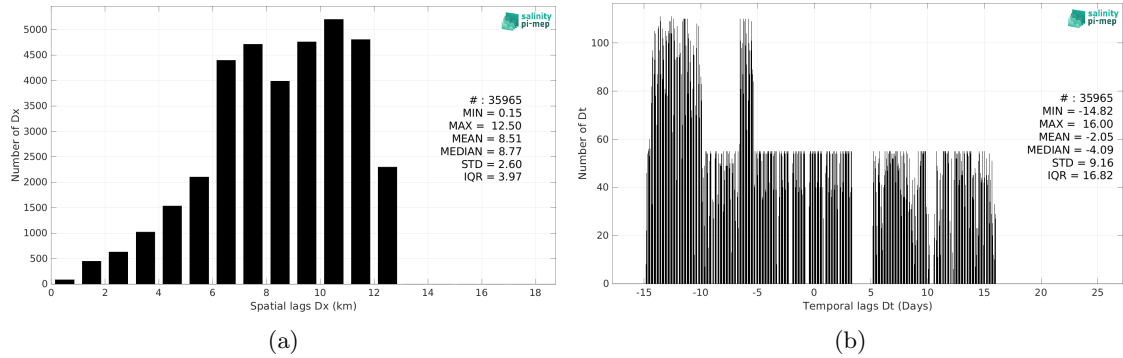 salinity
pi-mep
5000
4500
4000
3500
3000
2500
2000
1500
1000
500
0
Number of Dx
# : 35965
MIN = 0.15
MAX = 12.50
MEAN = 8.51
MEDIAN = 8.77
STD = 2.60
IQR = 3.97
0 2 4 6 8 10 12 14 16 18
Spatial lags Dx (km)
(a)
salinity
pi-mep
100
80
60
40
20
0
Number of Dt
# : 35965
MIN = -14.82
MAX = 16.00
MEAN = -2.05
MEDIAN = -4.09
STD = 9.16
IQR = 16.82
-15 -10 -5 0 5 10 15 20 25
Temporal lags Dt (Days)
(b)